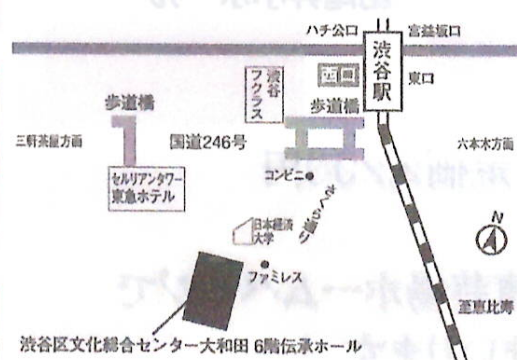 ハチ公口
宮益坂口
渋谷駅
西口
東口
渋谷
フクラス
歩道橋
歩道橋
三軒茶屋方面
国道246号
六本木方面
セルリアンタワー
東急ホテル
コンビニ
さくら通り
日本経済
大学
N
ファミレス
至恵比寿
渋谷区文化総合センター大和田 6階伝承ホール